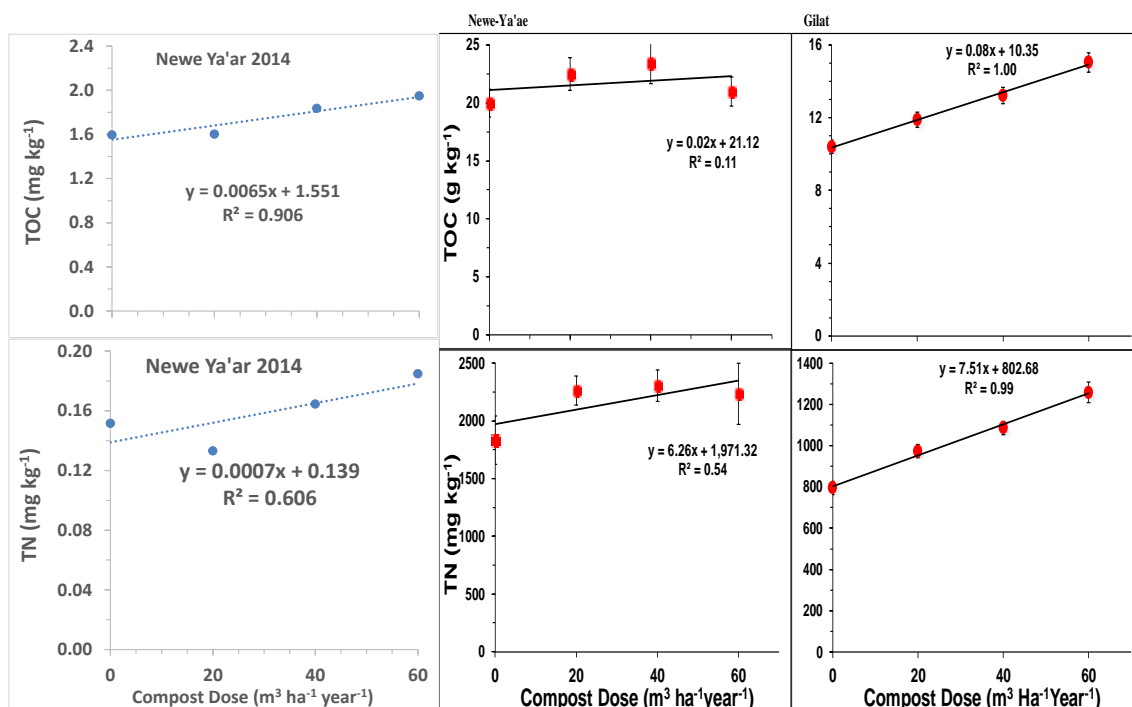 Newe-Ya'ae
Gilat
Newe Ya'ar 2014
TOC (mg kg⁻¹)
2.4
2.0
1.6
1.2
0.8
0.4
0.0
y = 0.0065x + 1.551
R² = 0.906
TOC (g kg⁻¹)
25
20
15
10
5
0
y = 0.02x + 21.12
R² = 0.11
0
20
40
60
16
12
8
4
0
y = 0.08x + 10.35
R² = 1.00
0
20
40
60
Newe Ya'ar 2014
TN (mg kg⁻¹)
0.20
0.16
0.12
0.08
0.04
0.00
y = 0.0007x + 0.139
R² = 0.606
0
20
40
60
Compost Dose (m³ ha⁻¹ year⁻¹)
TN (mg kg⁻¹)
2500
2000
1500
1000
500
0
y = 6.26x + 1,971.32
R² = 0.54
0
20
40
60
Compost Dose (m³ ha⁻¹year⁻¹)
1400
1200
1000
800
600
400
200
0
y = 7.51x + 802.68
R² = 0.99
0
20
40
60
Compost Dose (m³ Ha⁻¹Year⁻¹)